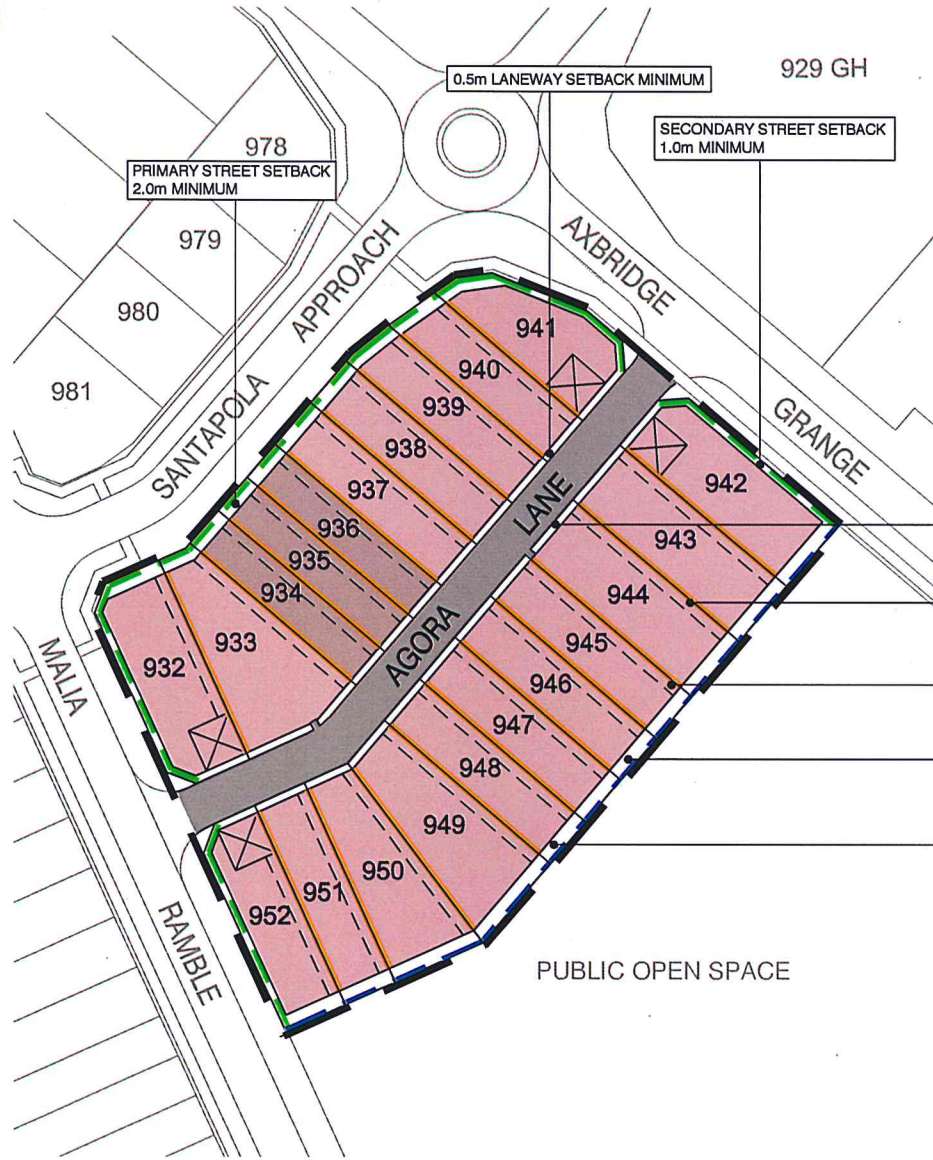 929 GH
0.5m LANEWAY SETBACK MINIMUM
SECONDARY STREET SETBACK
1.0m MINIMUM
978
PRIMARY STREET SETBACK
2.0m MINIMUM
979
980
981
SANTAPOLA APPROACH
AXBRIDGE GRANGE
941
940
939
938
937
936
935
934
933
932
AGORA LANE
942
943
944
945
946
947
948
949
950
951
952
MALIA RAMBLE
PUBLIC OPEN SPACE